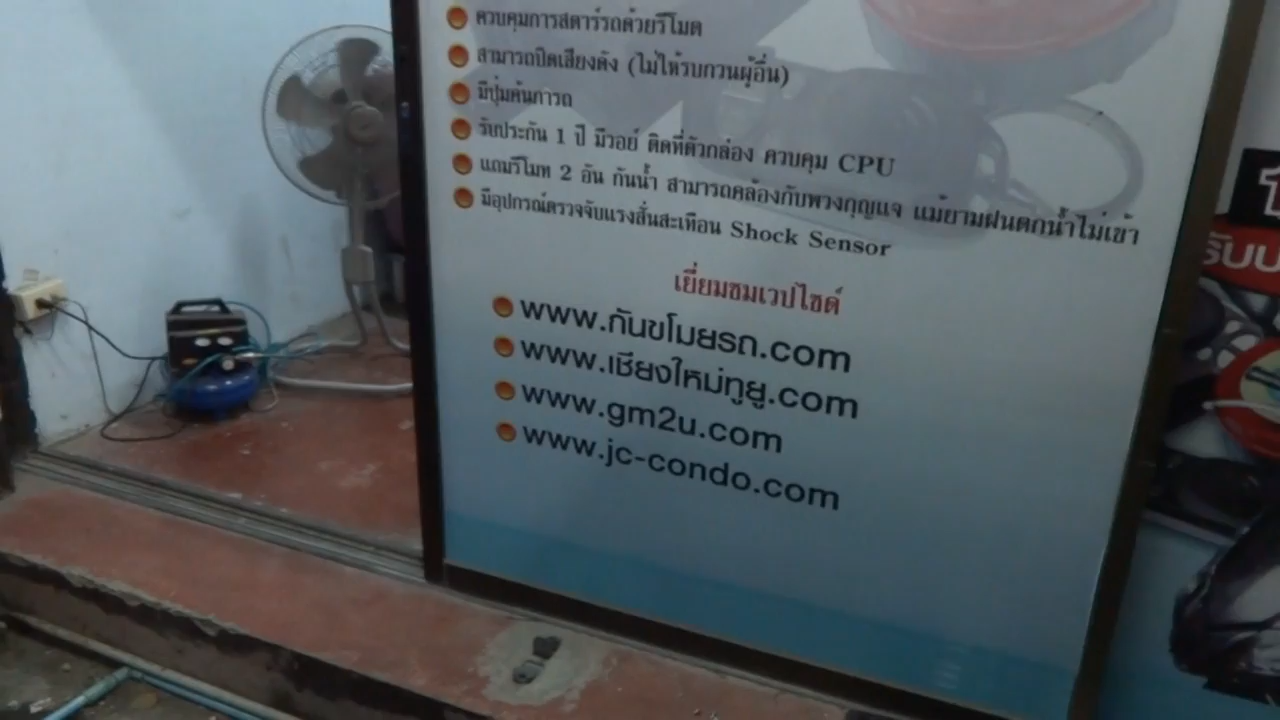 ควบคุมการสตาร์รถด้วยรีโมต
สามารถปิดเสียงดัง (ไม่ให้รบกวนผู้อื่น)
มีปุ่มค้นการถ
รับประกัน 1 ปี มีวอย์ ติดที่ตัวกล่อง ควบคุม CPU
แถมรีโมท 2 อัน กันน้ำ สามารถคล้องกับพวงกุญแจ แม้ยามฝนตกน้ำไม่เข้า
มีอุปกรณ์ตรวจจับแรงสั่นสะเทือน Shock Sensor
เยี่ยมชมเวปไซด์
www.กันขโมยรถ.com
www.เชียงใหม่ทูยู.com
www.gm2u.com
www.jc-condo.com